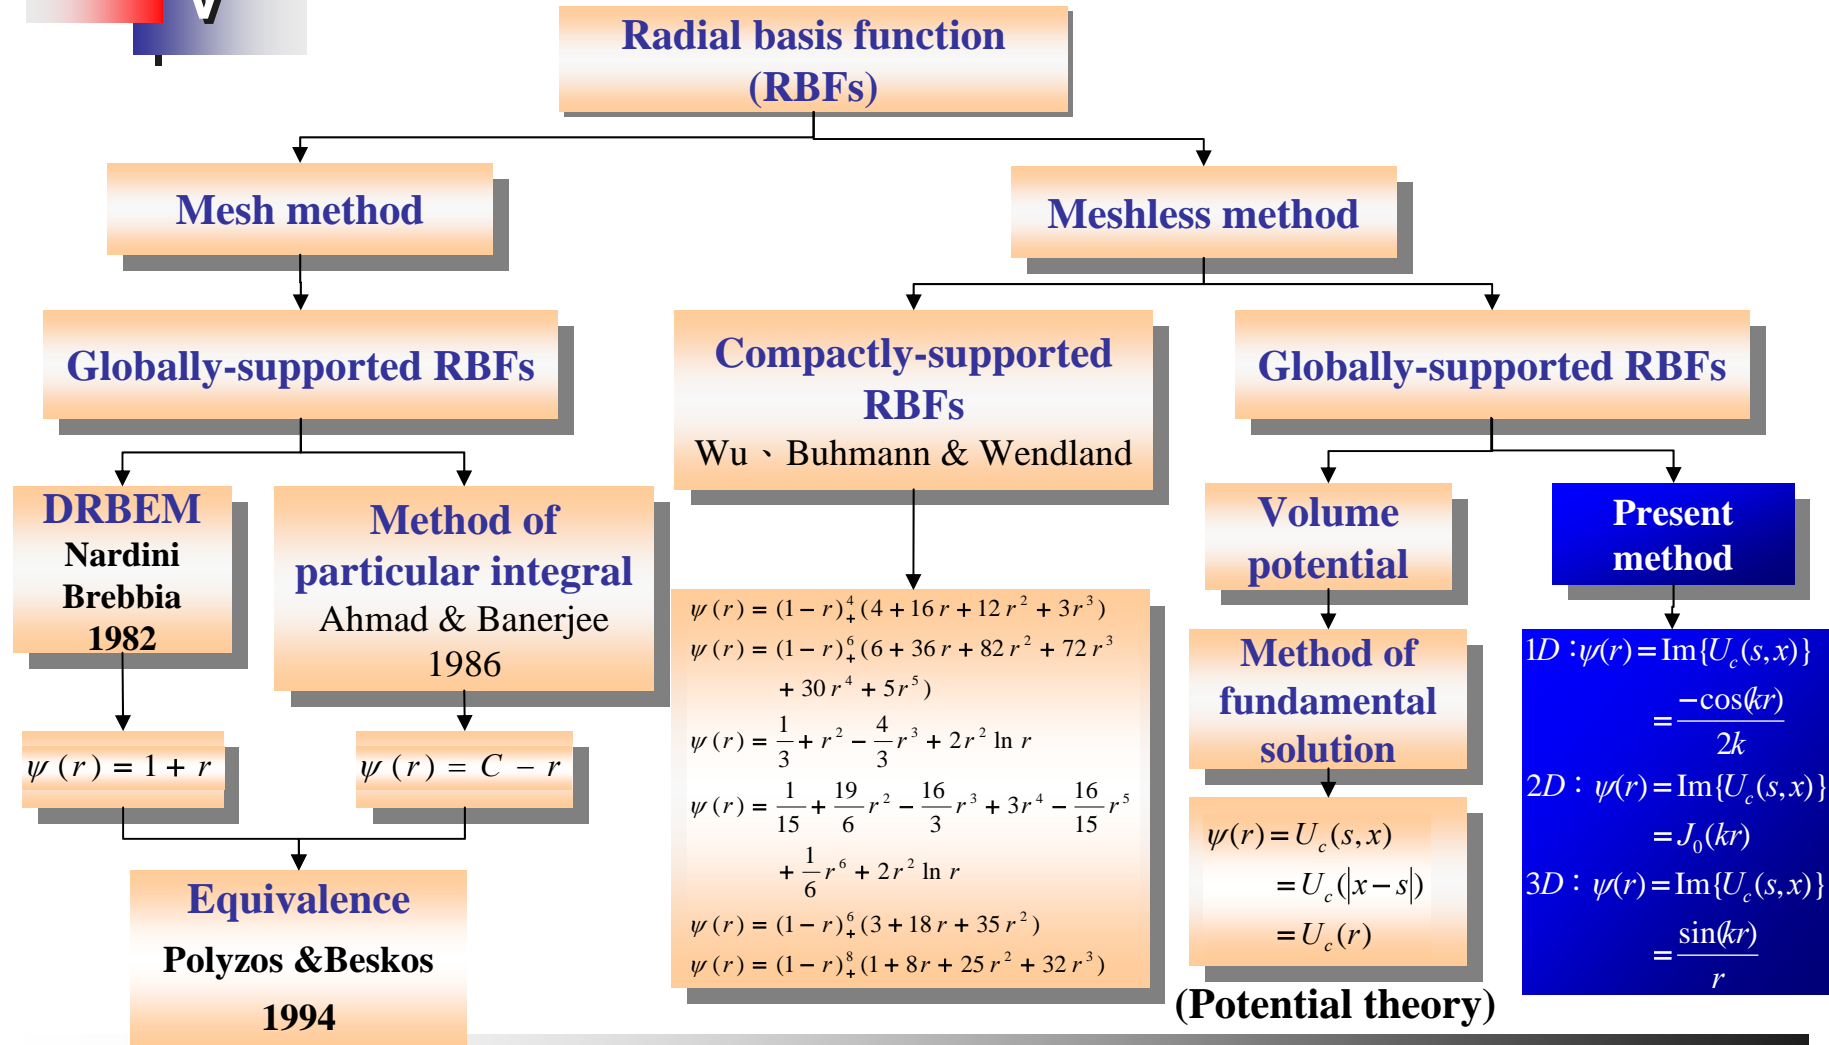 Radial basis function
(RBFs)
Mesh method
Meshless method
Globally-supported RBFs
Compactly-supported
RBFs
Wu、Buhmann & Wendland
Globally-supported RBFs
DRBEM
Nardini
Brebbia
1982
Method of
particular integral
Ahmad & Banerjee
1986
Volume
potential
Present
method
ψ(r) = 1 + r
ψ(r) = C − r
Equivalence
Polyzos &Beskos
1994
ψ(r) = (1 − r)₊⁴(4 + 16r + 12r² + 3r³)
ψ(r) = (1 − r)₊⁶(6 + 36r + 82r² + 72r³
+ 30r⁴ + 5r⁵)
ψ(r) = 1/3 + r² − 4/3 r³ + 2r² ln r
ψ(r) = 1/15 + 19/6 r² − 16/3 r³ + 3r⁴ − 16/15 r⁵
+ 1/6 r⁶ + 2r² ln r
ψ(r) = (1 − r)₊⁶(3 + 18r + 35r²)
ψ(r) = (1 − r)₊⁸(1 + 8r + 25r² + 32r³)
Method of
fundamental
solution
ψ(r) = U_c(s, x)
= U_c(|x − s|)
= U_c(r)
(Potential theory)
1D：ψ(r) = Im{U_c(s, x)}
= −cos(kr)/2k
2D：ψ(r) = Im{U_c(s, x)}
= J₀(kr)
3D：ψ(r) = Im{U_c(s, x)}
= sin(kr)/r